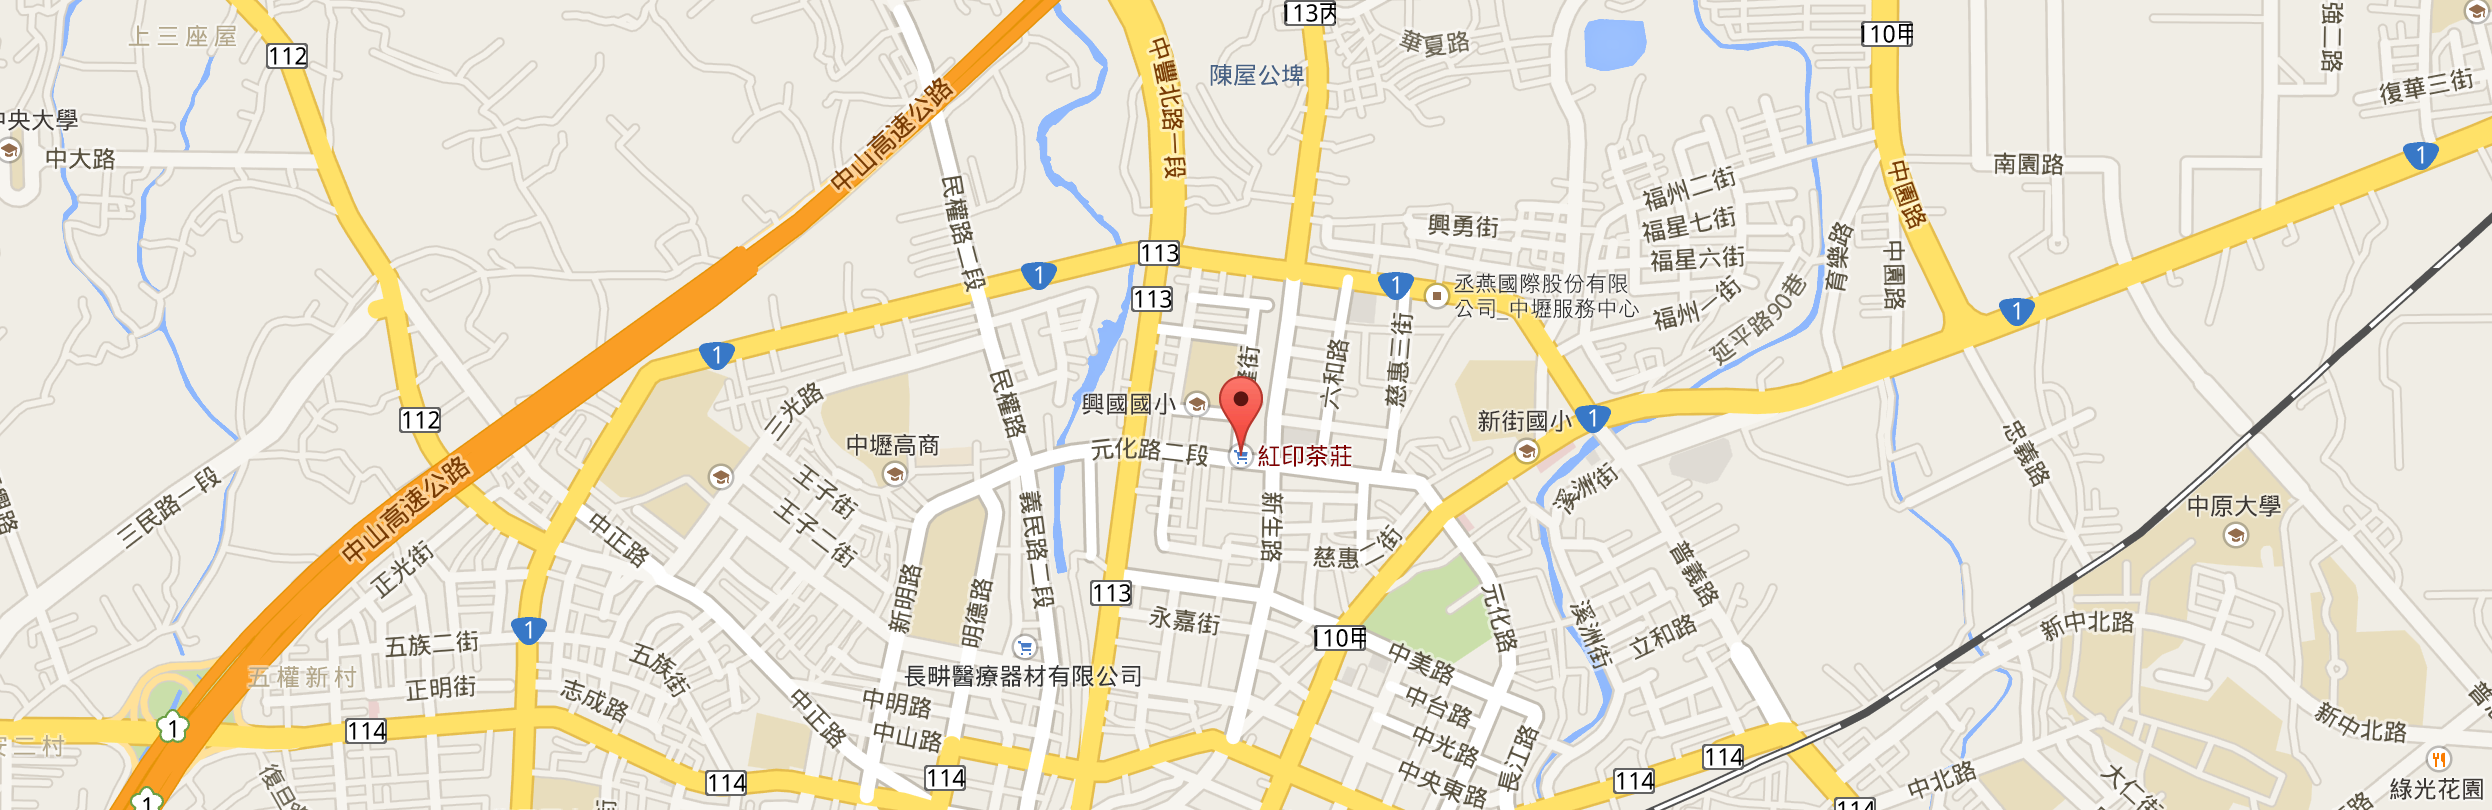 113丙
110甲
上三座屋
112
華夏路
中豐北路一段
陳屋公埤
復華三街
中山高速公路
中央大學
中大路
1
南園路
福州二街
中園路
民權路二段
興勇街
福星七街
育樂路
福星六街
中園路
113
1
1
丞燕國際股份有限
公司_中壢服務中心
113
福州一街
延平路90巷
1
1
六和路
慈惠三街
民權路
三光路
興國國小
112
新街國小
1
中壢高商
元化路二段
紅印茶莊
忠義路
中山高速公路
王子街
溪洲街
三民路一段
中原大學
王子二街
中正路
義民路二段
新生路
慈惠二街
正光街
普義路
新明路
明德路
113
永嘉街
元化路
溪洲街
1
110甲
立和路
新中北路
五族二街
五族街
五權新村
正明街
長畊醫療器材有限公司
中美路
志成路
中正路
中明路
中台路
新中北路
1
114
中山路
中光路
長江路
114
中央東路
114
114
114
中北路
大仁街
綠光花園
1
114